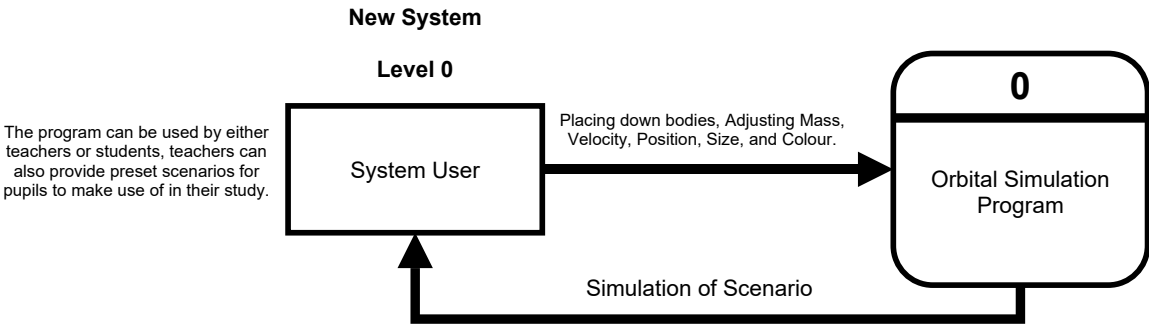 New System
Level 0
The program can be used by either
teachers or students, teachers can
also provide preset scenarios for
pupils to make use of in their study.
System User
Placing down bodies, Adjusting Mass,
Velocity, Position, Size, and Colour.
0
Orbital Simulation
Program
Simulation of Scenario